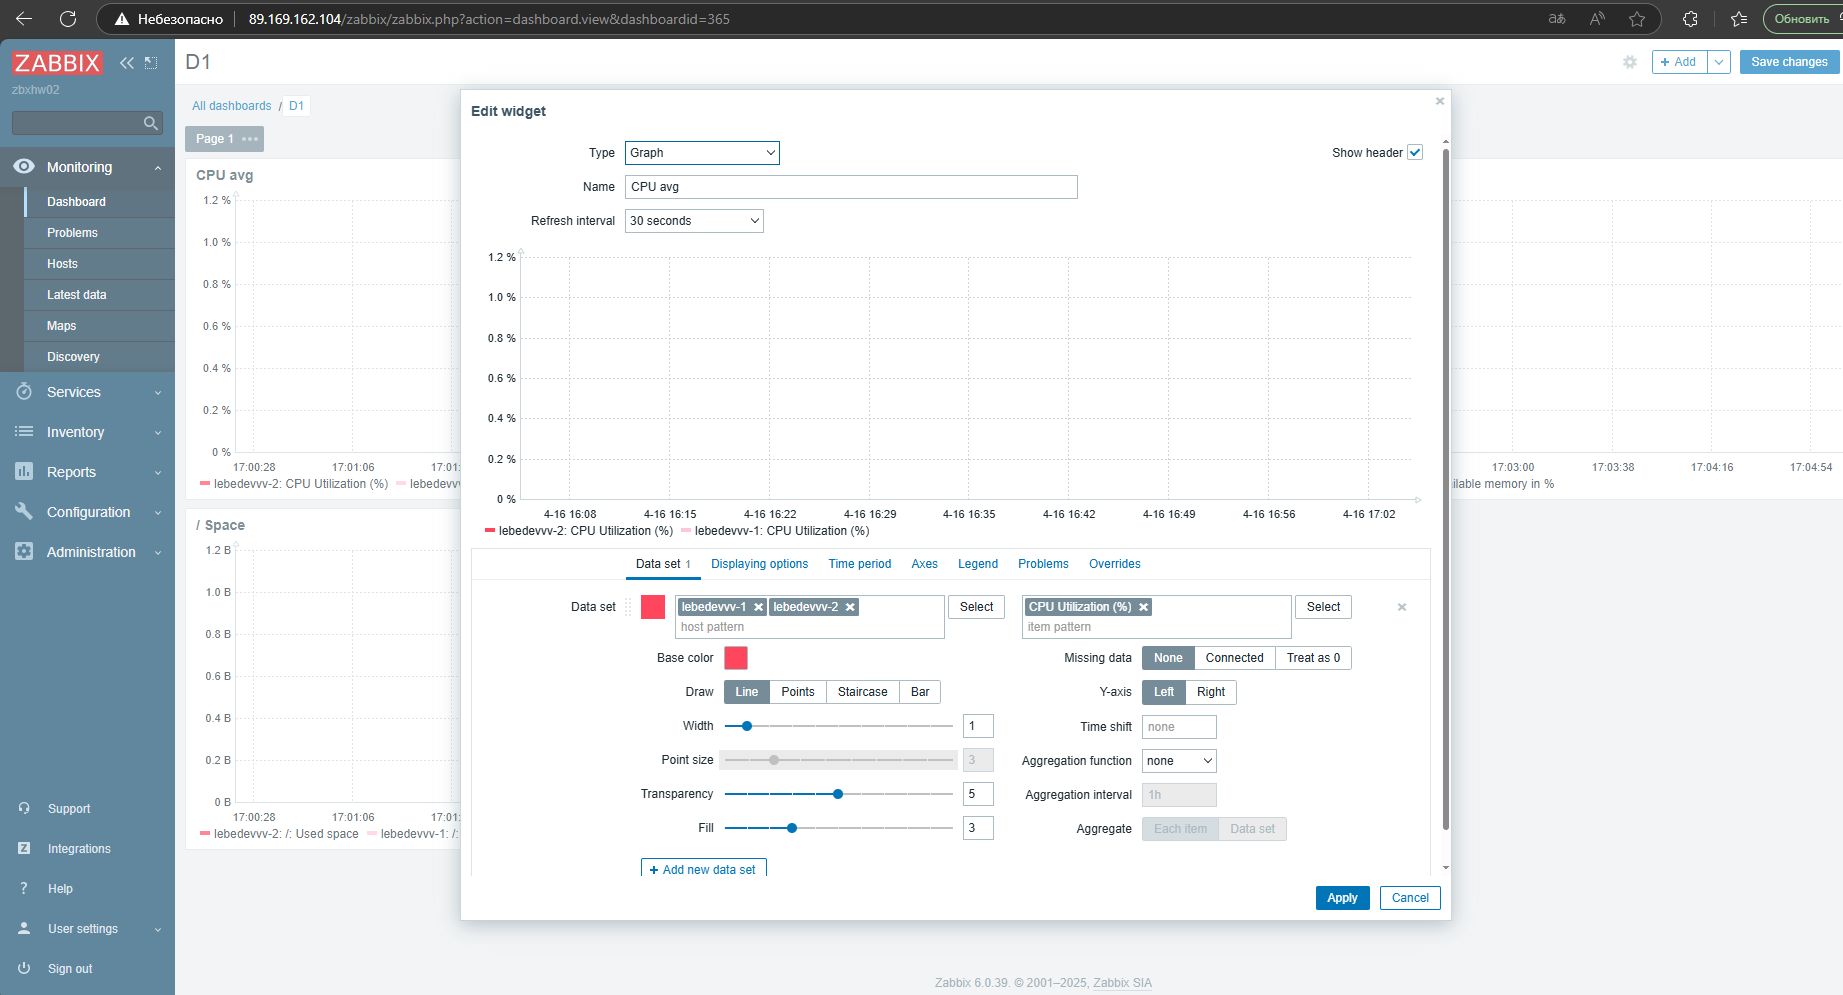 Небезопасно 89.169.162.104/zabbix/zabbix.php?action=dashboard.view&dashboardid=365 Обновить
ZABBIX
zbxhw02
Monitoring
Dashboard
Problems
Hosts
Latest data
Maps
Discovery
Services
Inventory
Reports
Configuration
Administration
Support
Integrations
Help
User settings
Sign out
D1
+ Add
Save changes
All dashboards / D1
Page 1
CPU avg
1.2 %
1.0 %
0.8 %
0.6 %
0.4 %
0.2 %
0 %
17:00:28 17:01:06 17:01:
lebedevvv-2: CPU Utilization (%) lebedevv
/ Space
1.2 B
1.0 B
0.8 B
0.6 B
0.4 B
0.2 B
0 B
17:00:28 17:01:06 17:01:
lebedevvv-2: /: Used space lebedevvv-1: /:
Edit widget
Type Graph Show header
Name CPU avg
Refresh interval 30 seconds
1.2 %
1.0 %
0.8 %
0.6 %
0.4 %
0.2 %
0 %
4-16 16:08 4-16 16:15 4-16 16:22 4-16 16:29 4-16 16:35 4-16 16:42 4-16 16:49 4-16 16:56 4-16 17:02
lebedevvv-2: CPU Utilization (%) lebedevvv-1: CPU Utilization (%)
Data set 1 Displaying options Time period Axes Legend Problems Overrides
Data set lebedevvv-1 lebedevvv-2 Select CPU Utilization (%) Select
host pattern item pattern
Base color Missing data None Connected Treat as 0
Draw Line Points Staircase Bar Y-axis Left Right
Width 1 Time shift none
Point size 3 Aggregation function none
Transparency 5 Aggregation interval 1h
Fill 3 Aggregate Each item Data set
+ Add new data set
Apply Cancel
17:03:00 17:03:38 17:04:16 17:04:54
ilable memory in %
Zabbix 6.0.39. © 2001–2025, Zabbix SIA